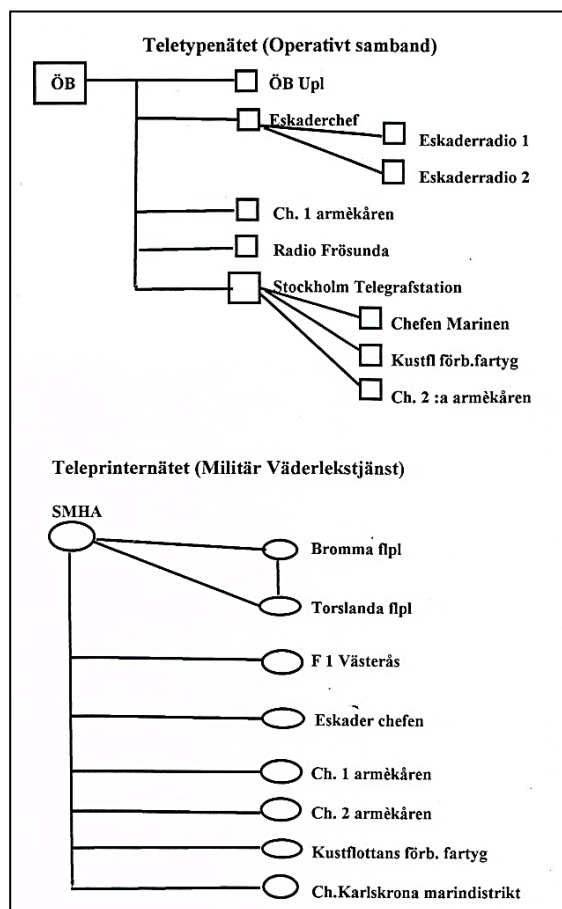 Teletypenätet (Operativt samband)
ÖB
ÖB Upl
Eskaderchef
Eskaderradio 1
Eskaderradio 2
Ch. 1 armèkåren
Radio Frösunda
Stockholm Telegrafstation
Chefen Marinen
Kustfl förb.fartyg
Ch. 2 :a armèkåren
Teleprinternätet (Militär Väderlekstjänst)
SMHA
Bromma flpl
Torslanda flpl
F 1 Västerås
Eskader chefen
Ch. 1 armèkåren
Ch. 2 armèkåren
Kustflottans förb. fartyg
Ch.Karlskrona marindistrikt